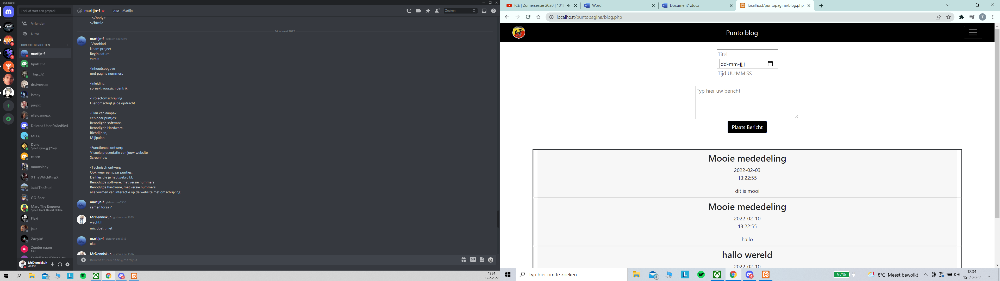 Discord
Zoek of start een gesprek
Vrienden
Nitro
DIRECTE BERICHTEN
martijn-f
tipa0319
Thijs_J2
druivensap
Ismay
purpix
ellejoannexx
Deleted User 061ed5e4
MEE6
Dyno
Speelt dyno.gg | ?help
cecce
mmmslepy
XTheWitchKingX
JuddTheStud
GG-Soeri
Marc The Emperor
Speelt Black Desert Online
Flexi
jaka
Zacp08
Zonder naam
1 lid
MrDenniskuh
#2435
martijn-f
AKA Martijn
Zoeken
</body>
</html>
14 februari 2022
martijn-f gisteren om 10:49
-Voorblad
Naam project
Begin datum
versie
-inhoudsopgave
met pagina nummers
-inleiding
spreekt voorzich denk ik
-Projectomschrijving
Hier omschrijf je de opdracht
-Plan van aanpak
een paar puntjes:
Benodigde software,
Benodigde Hardware,
Richtlijnen,
Mijlpalen
-Functioneel ontwerp
Visuele presentatie van jouw website
Screenflow
-Technisch ontwerp
Ook weer een paar puntjes:
De files die je hebt gebruikt,
Benodigde software, met versie nummers
Benodigde hardware, met versie nummers
alle vormen van interactie op de website met omschrijving
martijn-f gisteren om 15:10
samen forza ?
MrDenniskuh gisteren om 15:15
wacht ff
mic doet t niet
martijn-f gisteren om 15:15
oke
MrDenniskuh gisteren om 15:16
Bericht sturen naar @martijn-f
GIF
12:34
15-2-2022
ICE | Zomersessie 2020 | 101
Word
Document1.docx
localhost/puntopagina/blog.php
localhost/puntopagina/blog.php
T
Punto blog
Titel
dd-mm-jjjj
Tijd UU:MM:SS
Typ hier uw bericht
Plaats Bericht
Mooie mededeling
2022-02-03
13:22:55
dit is mooi
Mooie mededeling
2022-02-10
13:22:55
hallo
hallo wereld
2022-02-10
Typ hier om te zoeken
97%
8°C Meest bewolkt
12:34
15-2-2022